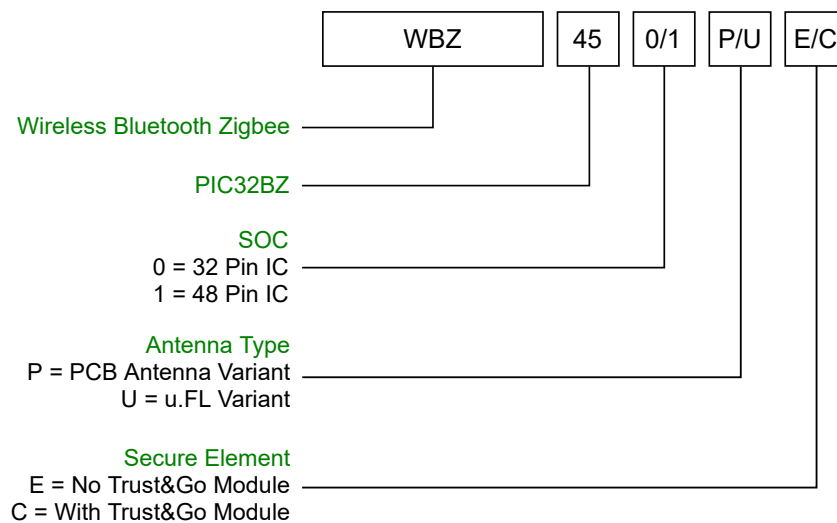 WBZ 45 0/1 P/U E/C
Wireless Bluetooth Zigbee
PIC32BZ
SOC
0 = 32 Pin IC
1 = 48 Pin IC
Antenna Type
P = PCB Antenna Variant
U = u.FL Variant
Secure Element
E = No Trust&Go Module
C = With Trust&Go Module